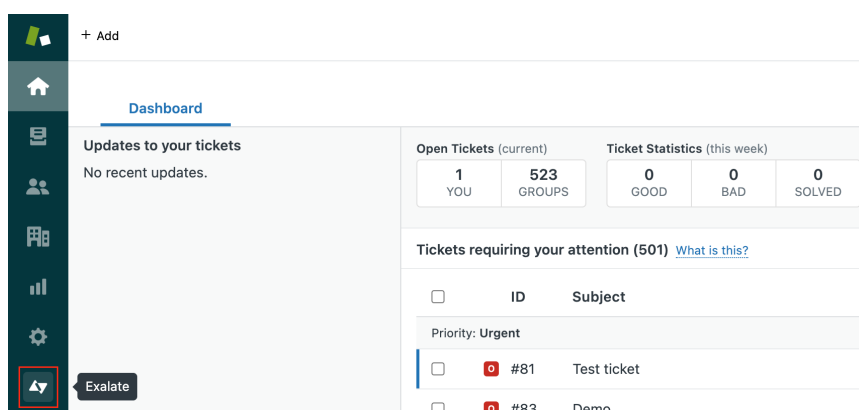 + Add
Dashboard
Updates to your tickets
No recent updates.
Open Tickets (current)
Ticket Statistics (this week)
1
523
0
0
0
YOU
GROUPS
GOOD
BAD
SOLVED
Tickets requiring your attention (501) What is this?
ID Subject
Priority: Urgent
O #81 Test ticket
O #83 Demo
Exalate